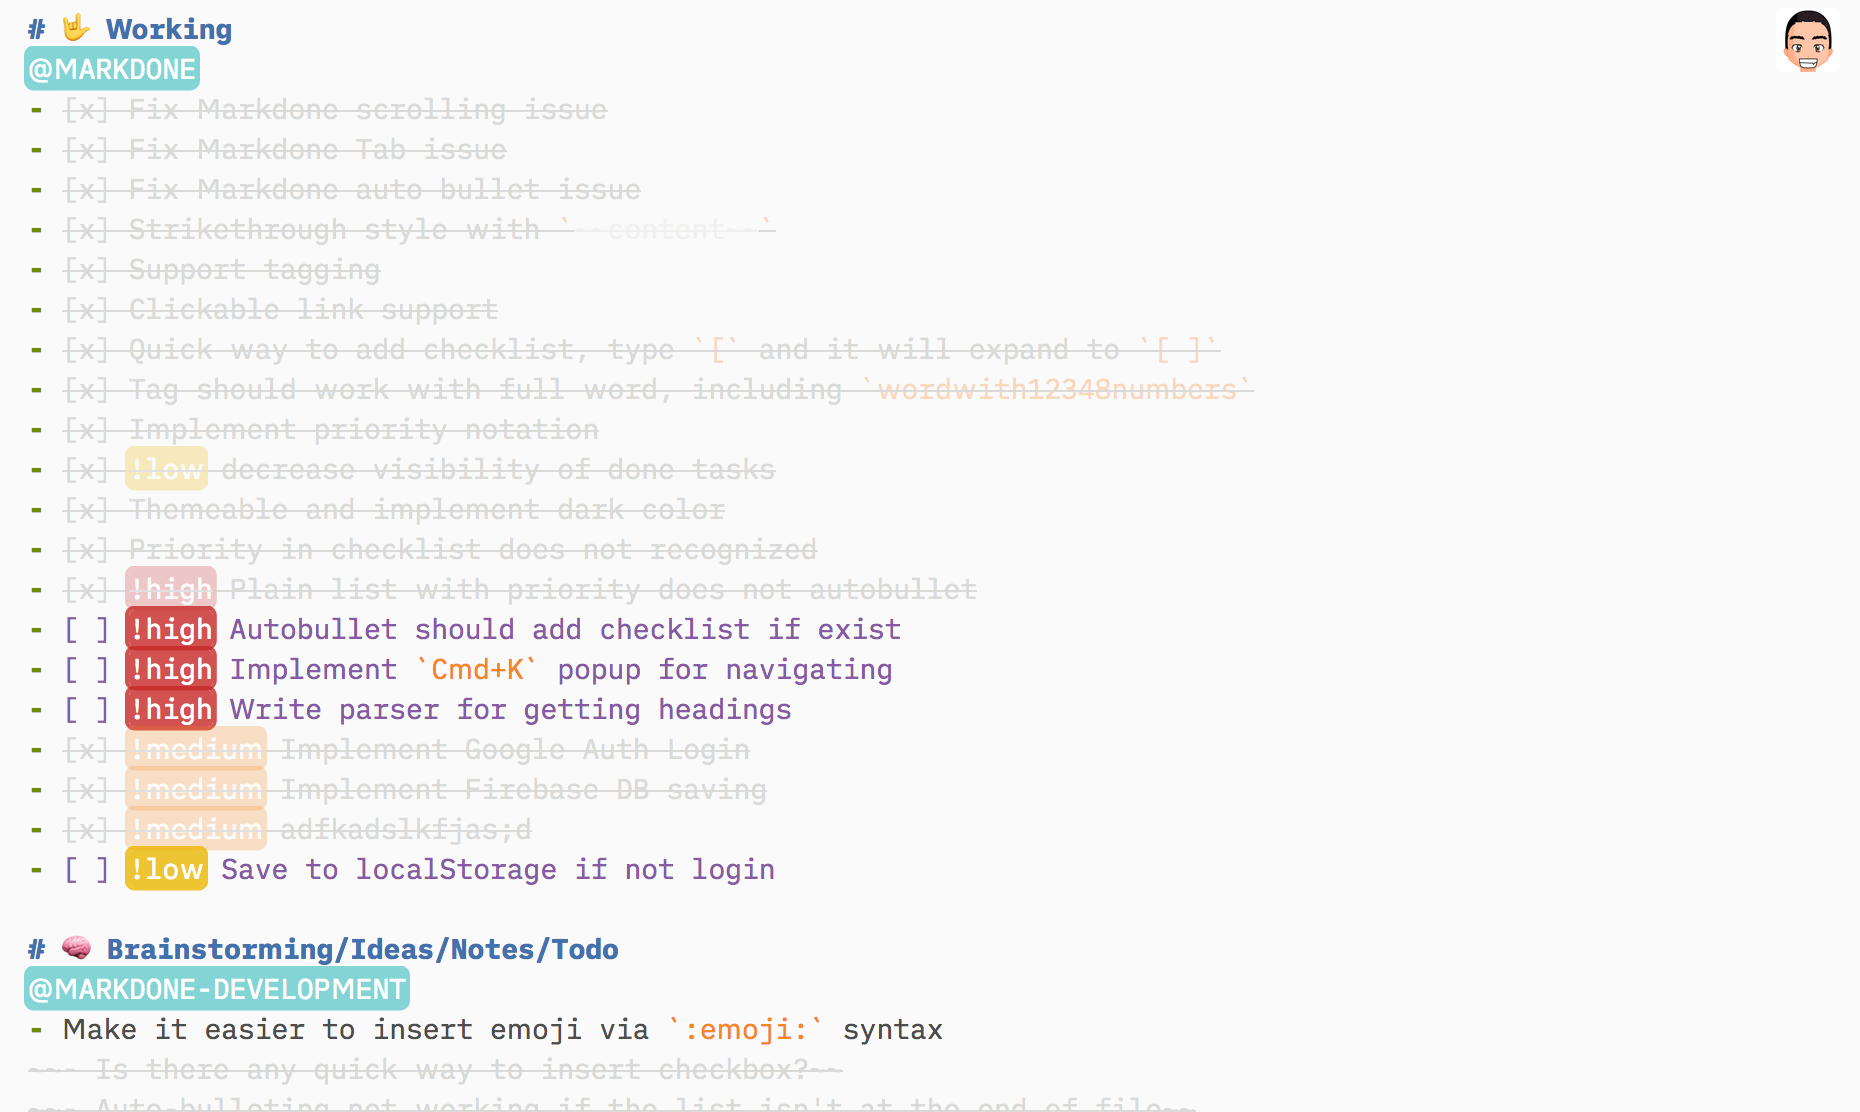 # 🤟 Working
@MARKDONE
- [x] Fix Markdone scrolling issue
- [x] Fix Markdone Tab issue
- [x] Fix Markdone auto bullet issue
- [x] Strikethrough style with `~~content~~`
- [x] Support tagging
- [x] Clickable link support
- [x] Quick way to add checklist, type `[` and it will expand to `[ ]`
- [x] Tag should work with full word, including `wordwith12348numbers`
- [x] Implement priority notation
- [x] !low decrease visibility of done tasks
- [x] Themeable and implement dark color
- [x] Priority in checklist does not recognized
- [x] !high Plain list with priority does not autobullet
- [ ] !high Autobullet should add checklist if exist
- [ ] !high Implement `Cmd+K` popup for navigating
- [ ] !high Write parser for getting headings
- [x] !medium Implement Google Auth Login
- [x] !medium Implement Firebase DB saving
- [x] !medium adfkadslkfjas;d
- [ ] !low Save to localStorage if not login
# 🧠 Brainstorming/Ideas/Notes/Todo
@MARKDONE-DEVELOPMENT
- Make it easier to insert emoji via `:emoji:` syntax
~~- Is there any quick way to insert checkbox?~~
~~- Auto-bulleting not working if the list isn't at the end of file~~